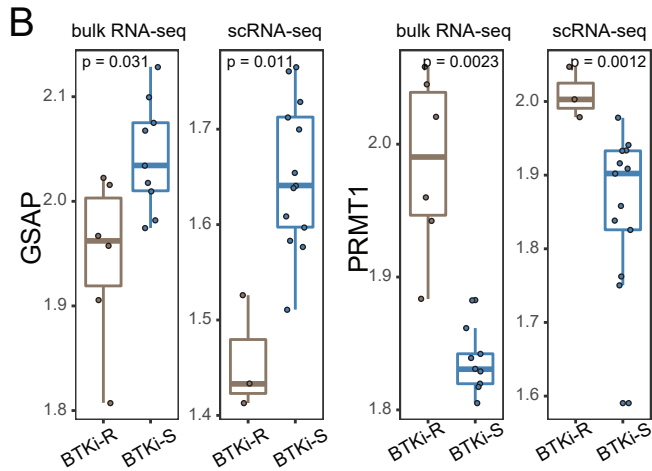 B
bulk RNA-seq
scRNA-seq
bulk RNA-seq
scRNA-seq
p = 0.031
p = 0.011
p = 0.0023
p = 0.0012
GSAP
2.1
2.0
1.9
1.8
1.7
1.6
1.5
1.4
PRMT1
2.0
1.9
1.8
2.0
1.9
1.8
1.7
1.6
BTKi-R
BTKi-S
BTKi-R
BTKi-S
BTKi-R
BTKi-S
BTKi-R
BTKi-S